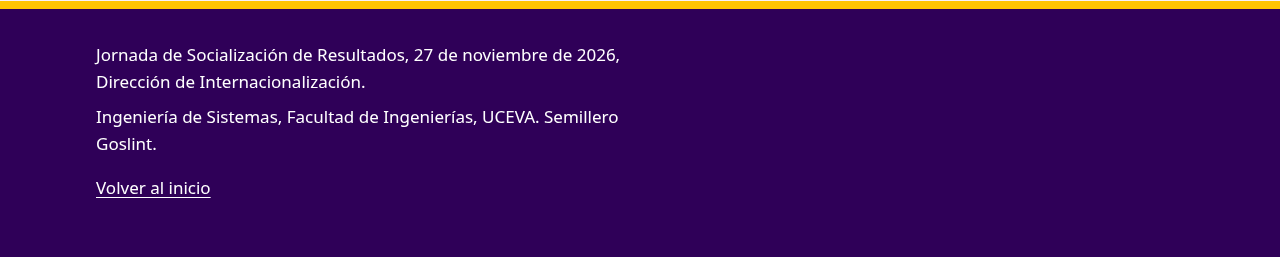 Jornada de Socialización de Resultados, 27 de noviembre de 2026,
Dirección de Internacionalización.
Ingeniería de Sistemas, Facultad de Ingenierías, UCEVA. Semillero
Goslint.
Volver al inicio